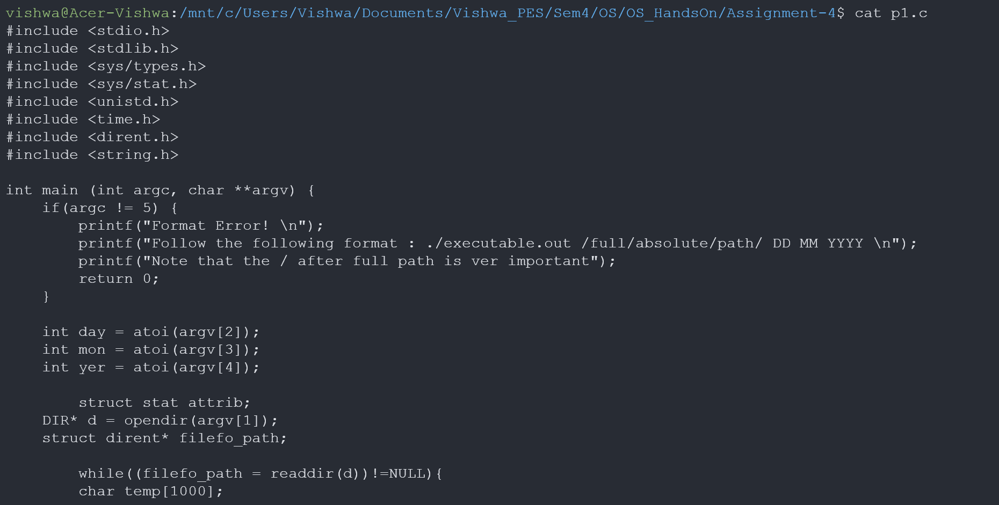 vishwa@Acer-Vishwa:/mnt/c/Users/Vishwa/Documents/Vishwa_PES/Sem4/OS/OS_HandsOn/Assignment-4$ cat p1.c
#include <stdio.h>
#include <stdlib.h>
#include <sys/types.h>
#include <sys/stat.h>
#include <unistd.h>
#include <time.h>
#include <dirent.h>
#include <string.h>

int main (int argc, char **argv) {
    if(argc != 5) {
        printf("Format Error! \n");
        printf("Follow the following format : ./executable.out /full/absolute/path/ DD MM YYYY \n");
        printf("Note that the / after full path is ver important");
        return 0;
    }

    int day = atoi(argv[2]);
    int mon = atoi(argv[3]);
    int yer = atoi(argv[4]);

        struct stat attrib;
    DIR* d = opendir(argv[1]);
    struct dirent* filefo_path;

        while((filefo_path = readdir(d))!=NULL){
        char temp[1000];